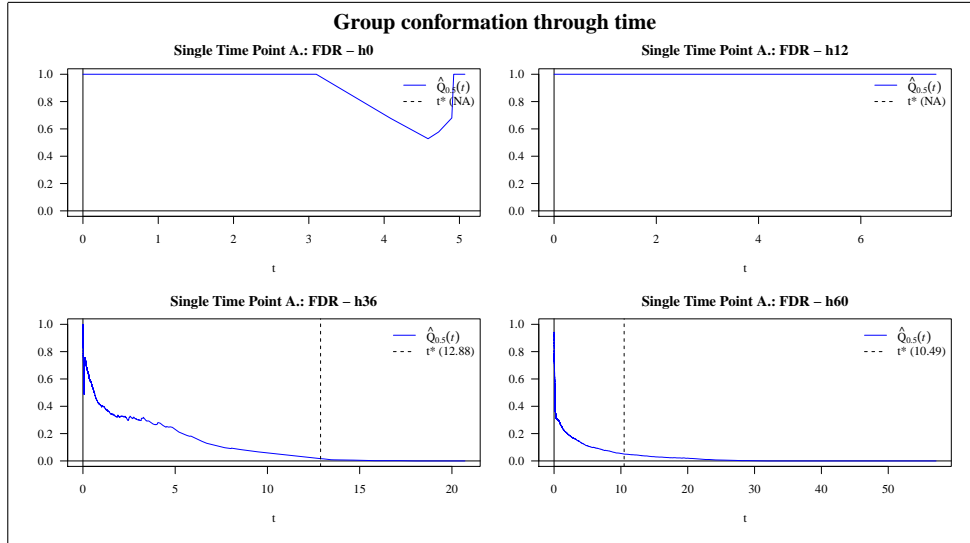 Group conformation through time
Single Time Point A.: FDR – h0
1.0
0.8
0.6
0.4
0.2
0.0
Q̂0.5(t)
t* (NA)
0 1 2 3 4 5
t
Single Time Point A.: FDR – h12
1.0
0.8
0.6
0.4
0.2
0.0
Q̂0.5(t)
t* (NA)
0 2 4 6
t
Single Time Point A.: FDR – h36
1.0
0.8
0.6
0.4
0.2
0.0
Q̂0.5(t)
t* (12.88)
0 5 10 15 20
t
Single Time Point A.: FDR – h60
1.0
0.8
0.6
0.4
0.2
0.0
Q̂0.5(t)
t* (10.49)
0 10 20 30 40 50
t